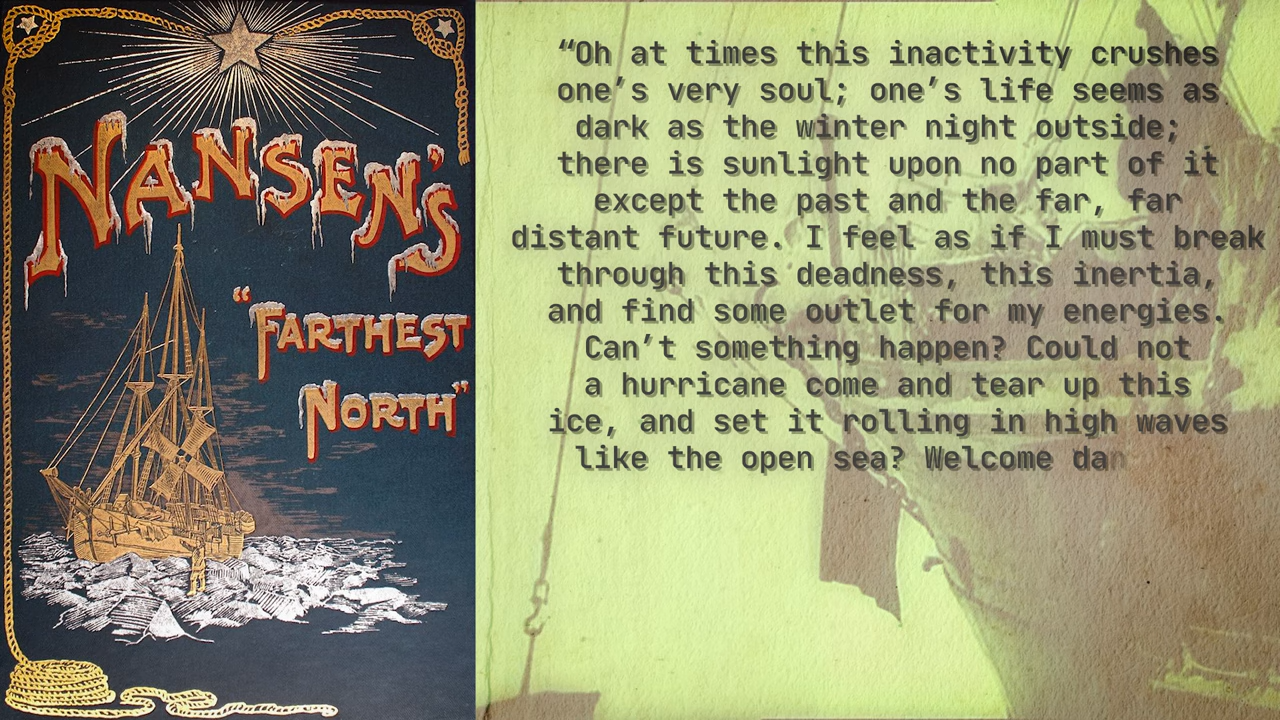 NANSEN'S
"FARTHEST
NORTH"
“Oh at times this inactivity crushes
one’s very soul; one’s life seems as
dark as the winter night outside;
there is sunlight upon no part of it
except the past and the far, far
distant future. I feel as if I must break
through this deadness, this inertia,
and find some outlet for my energies.
Can’t something happen? Could not
a hurricane come and tear up this
ice, and set it rolling in high waves
like the open sea? Welcome dan